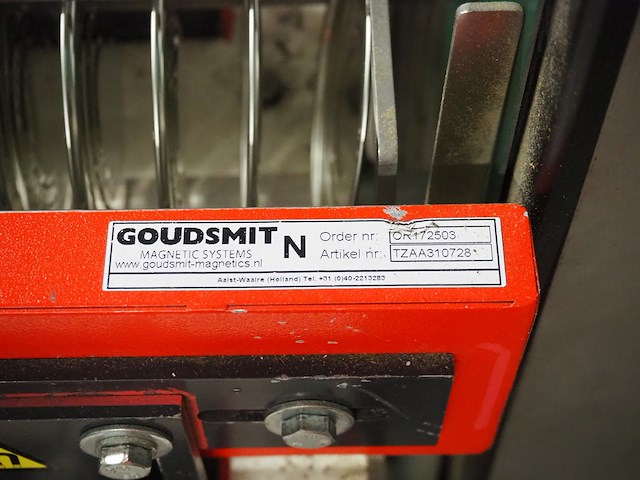 GOUDSMIT N Order nr: OR172503
MAGNETIC SYSTEMS Artikel nr: TZAA310728*
www.goudsmit-magnetics.nl
Aalst-Waalre (Holland) Tel. +31 (0)40-2213283